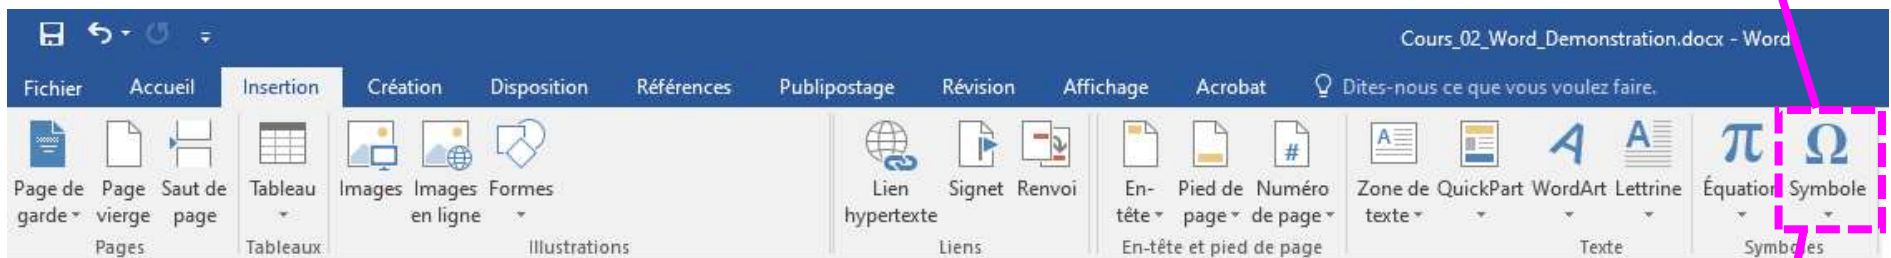 Cours_02_Word_Demonstration.docx - Word
Fichier Accueil Insertion Création Disposition Références Publipostage Révision Affichage Acrobat Dites-nous ce que vous voulez faire.
Page de garde Page vierge Saut de page Tableau Images Images en ligne Formes Lien hypertexte Signet Renvoi En-tête Pied de page Numéro de page Zone de texte QuickPart WordArt Lettrine Équation Symbole
Pages Tableaux Illustrations Liens En-tête et pied de page Texte Symboles